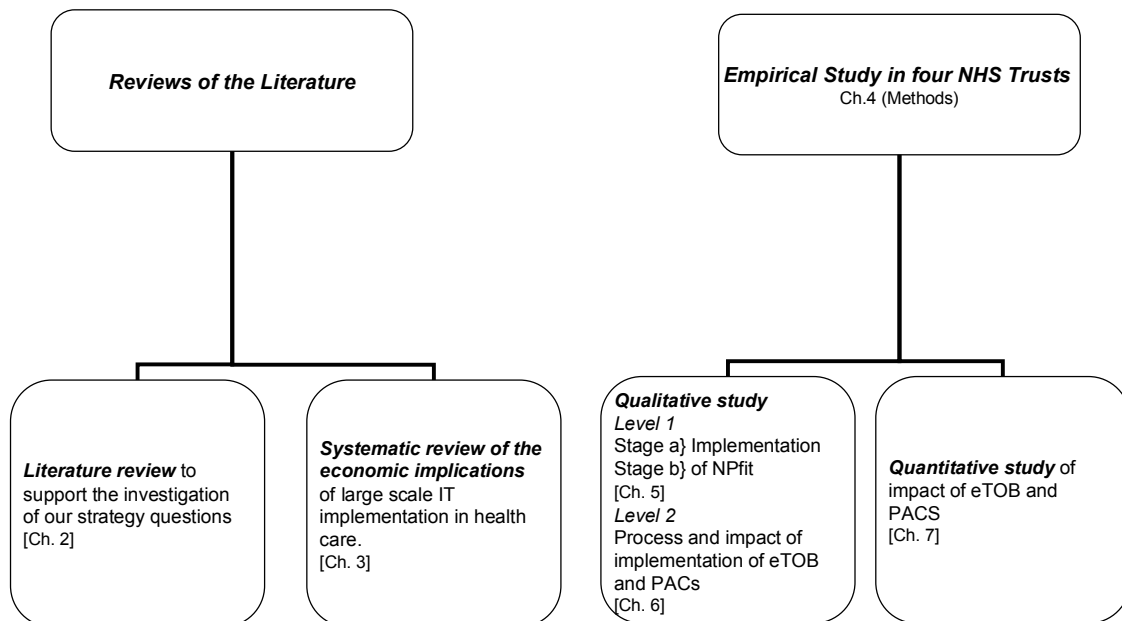 Reviews of the Literature
Empirical Study in four NHS Trusts
Ch.4 (Methods)
Literature review to
support the investigation
of our strategy questions
[Ch. 2]
Systematic review of the
economic implications
of large scale IT
implementation in health
care.
[Ch. 3]
Qualitative study
Level 1
Stage a} Implementation
Stage b} of NPfit
[Ch. 5]
Level 2
Process and impact of
implementation of eTOB
and PACs
[Ch. 6]
Quantitative study of
impact of eTOB and
PACS
[Ch. 7]